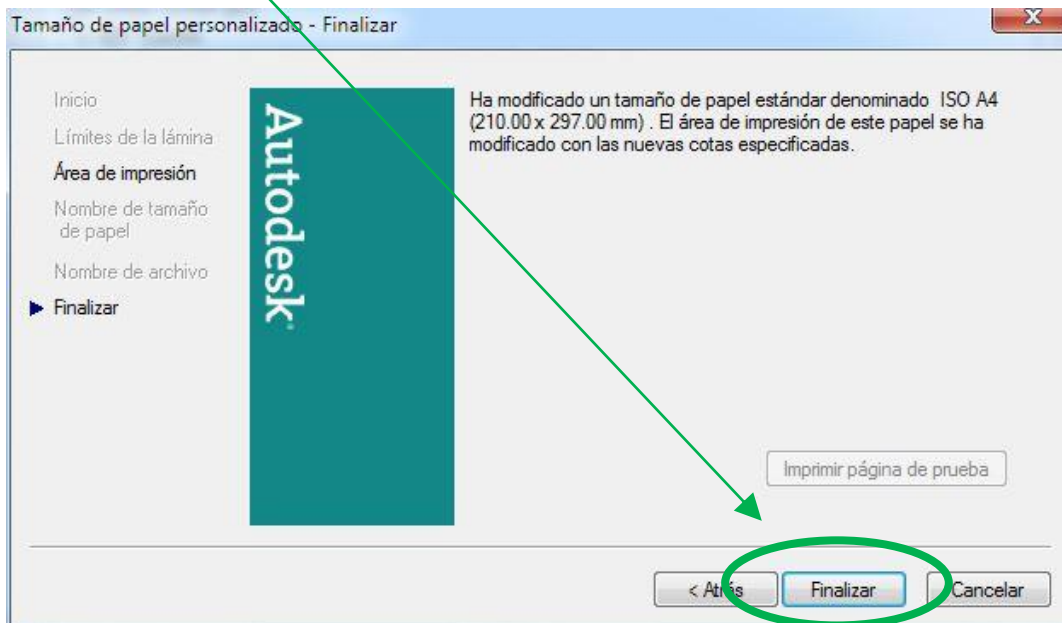 Tamaño de papel personalizado - Finalizar
Inicio
Límites de la lámina
Área de impresión
Nombre de tamaño
de papel
Nombre de archivo
Finalizar
Autodesk
Ha modificado un tamaño de papel estándar denominado ISO A4
(210.00 x 297.00 mm) . El área de impresión de este papel se ha
modificado con las nuevas cotas especificadas.
Imprimir página de prueba
< Atrás
Finalizar
Cancelar